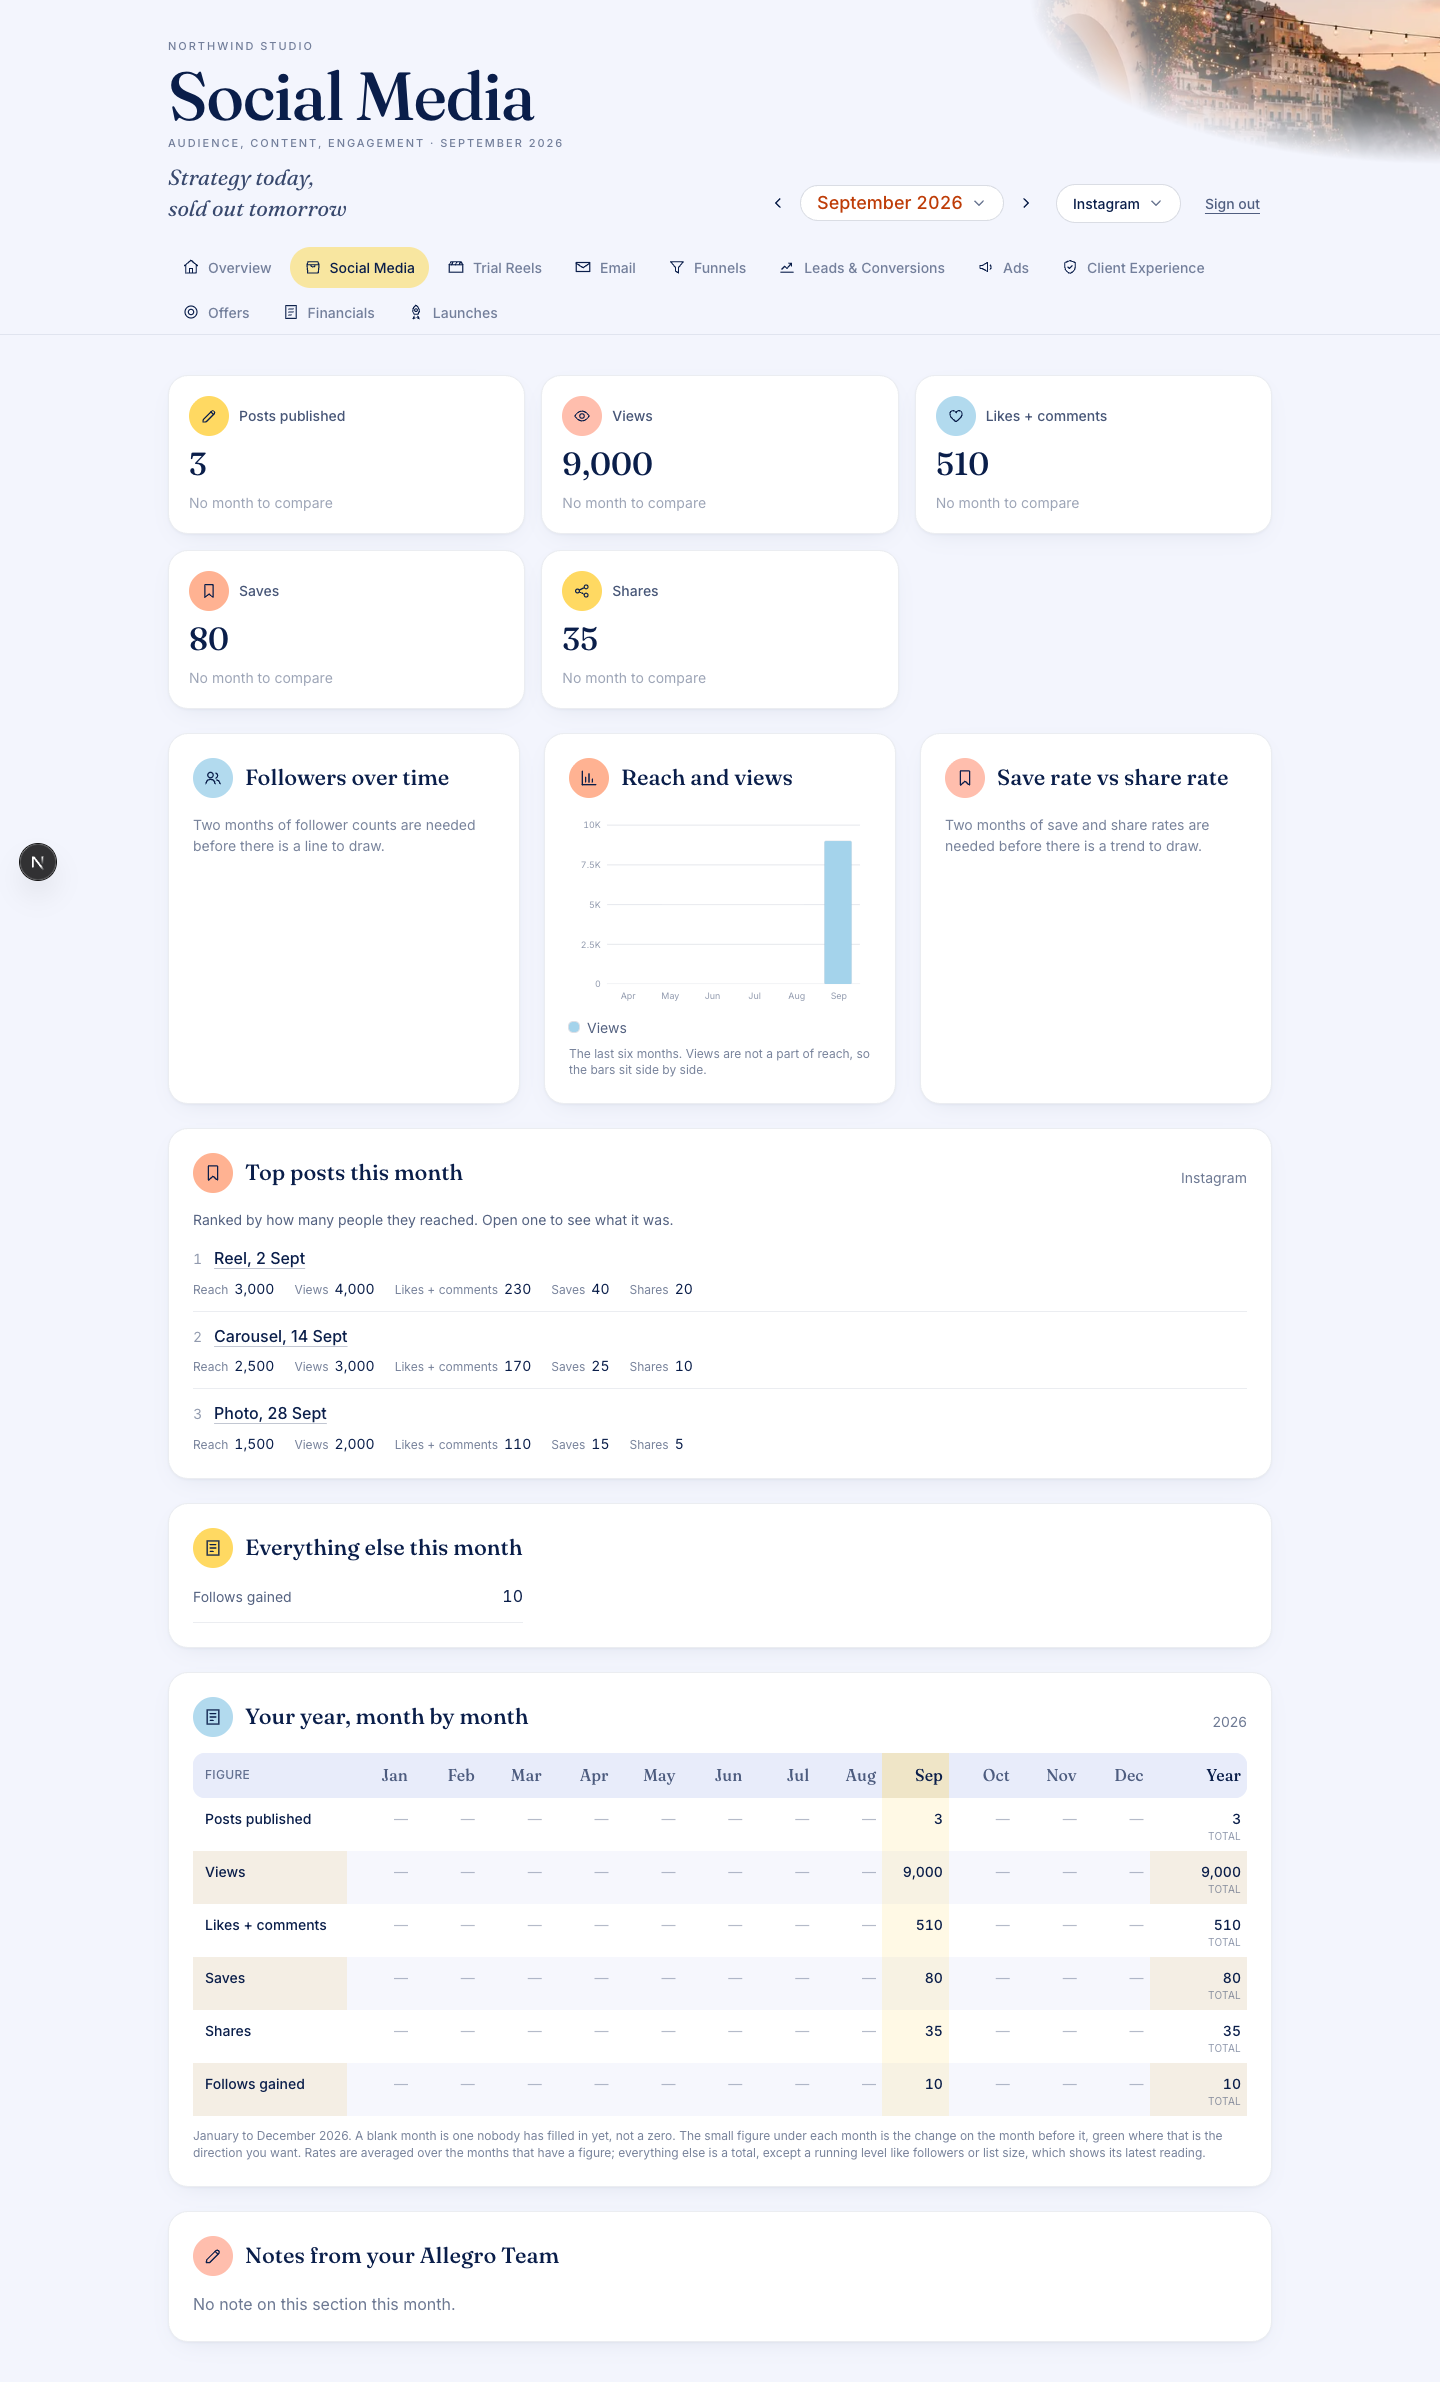 NORTHWIND STUDIO
Social Media
AUDIENCE, CONTENT, ENGAGEMENT · SEPTEMBER 2026
Strategy today,
sold out tomorrow
September 2026
Instagram
Sign out
Overview
Social Media
Trial Reels
Email
Funnels
Leads & Conversions
Ads
Client Experience
Offers
Financials
Launches
Posts published
3
No month to compare
Views
9,000
No month to compare
Likes + comments
510
No month to compare
Saves
80
No month to compare
Shares
35
No month to compare
Followers over time
Two months of follower counts are needed
before there is a line to draw.
Reach and views
10K
7.5K
5K
2.5K
0
Apr May Jun Jul Aug Sep
Views
The last six months. Views are not a part of reach, so
the bars sit side by side.
Save rate vs share rate
Two months of save and share rates are
needed before there is a trend to draw.
N
Top posts this month
Instagram
Ranked by how many people they reached. Open one to see what it was.
1 Reel, 2 Sept
Reach 3,000 Views 4,000 Likes + comments 230 Saves 40 Shares 20
2 Carousel, 14 Sept
Reach 2,500 Views 3,000 Likes + comments 170 Saves 25 Shares 10
3 Photo, 28 Sept
Reach 1,500 Views 2,000 Likes + comments 110 Saves 15 Shares 5
Everything else this month
Follows gained 10
Your year, month by month
2026
FIGURE Jan Feb Mar Apr May Jun Jul Aug Sep Oct Nov Dec Year
Posts published — — — — — — — — 3 — — — 3
TOTAL
Views — — — — — — — — 9,000 — — — 9,000
TOTAL
Likes + comments — — — — — — — — 510 — — — 510
TOTAL
Saves — — — — — — — — 80 — — — 80
TOTAL
Shares — — — — — — — — 35 — — — 35
TOTAL
Follows gained — — — — — — — — 10 — — — 10
TOTAL
January to December 2026. A blank month is one nobody has filled in yet, not a zero. The small figure under each month is the change on the month before it, green where that is the
direction you want. Rates are averaged over the months that have a figure; everything else is a total, except a running level like followers or list size, which shows its latest reading.
Notes from your Allegro Team
No note on this section this month.